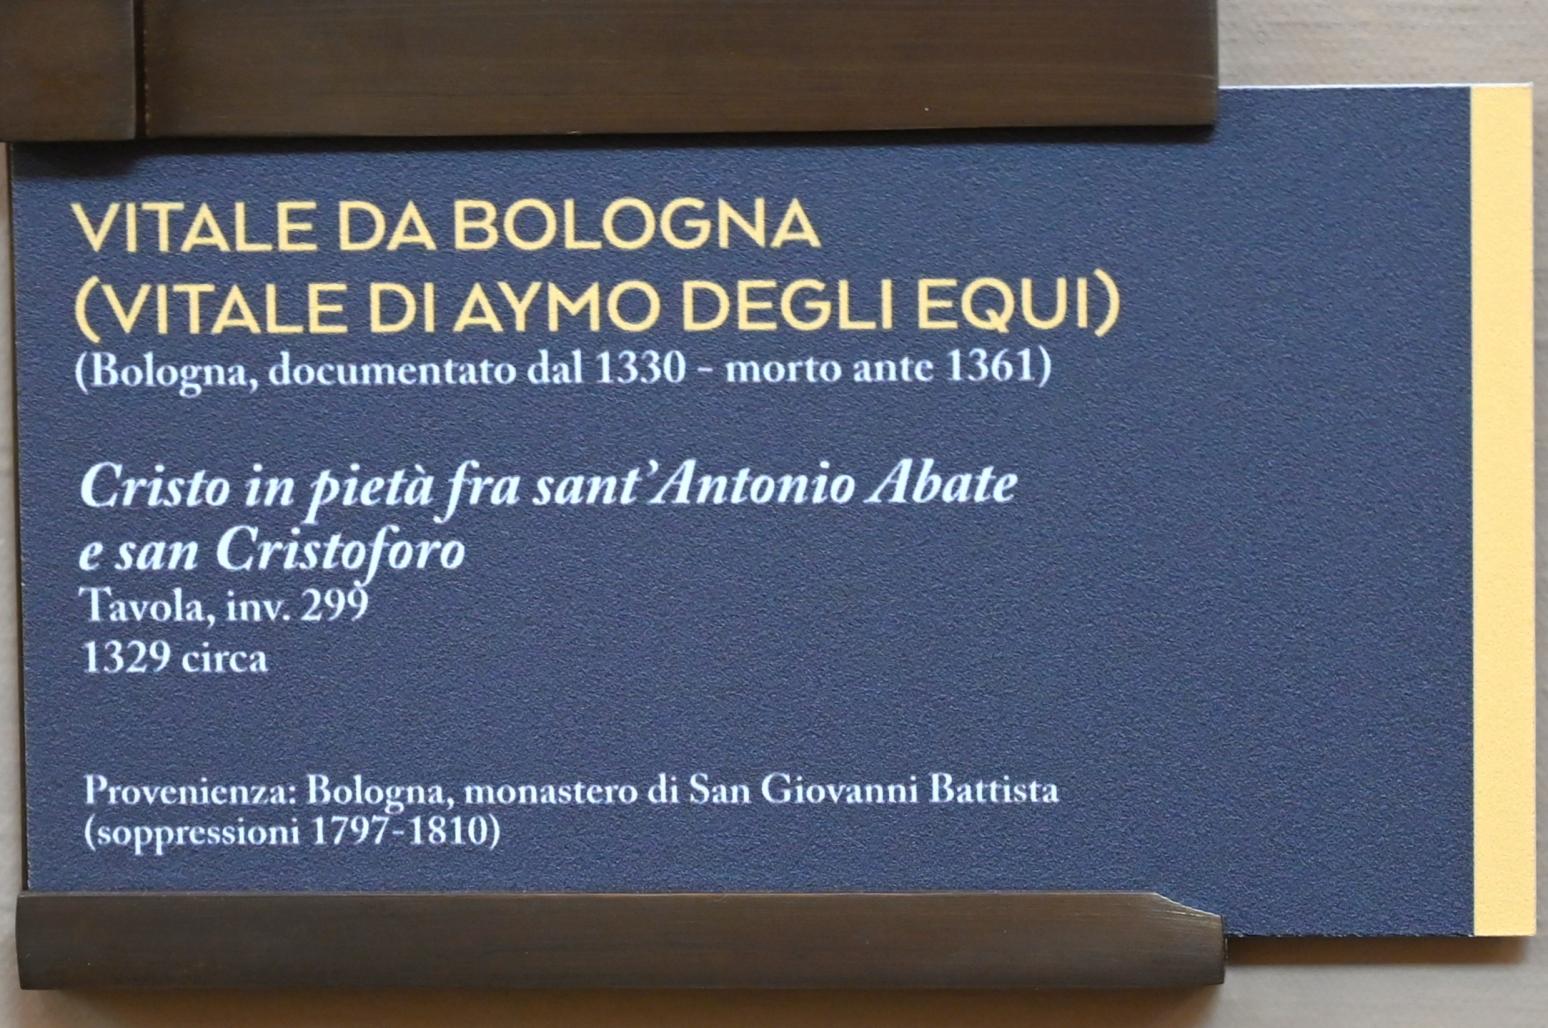 VITALE DA BOLOGNA
(VITALE DI AYMO DEGLI EQUI)
(Bologna, documentato dal 1330 - morto ante 1361)
Cristo in pietà fra sant’Antonio Abate
e san Cristoforo
Tavola, inv. 299
1329 circa
Provenienza: Bologna, monastero di San Giovanni Battista
(soppressioni 1797-1810)